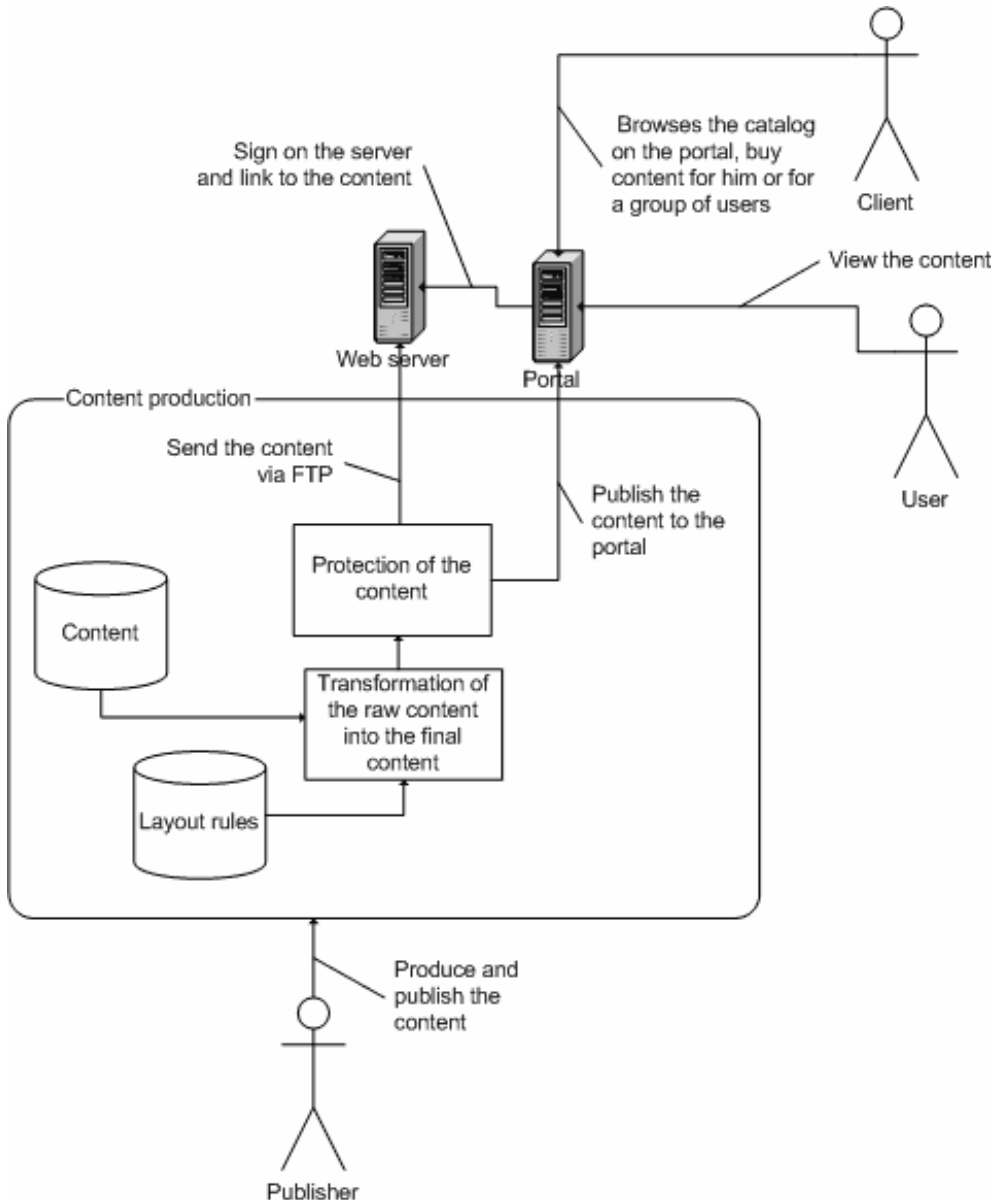 Browses the catalog
on the portal, buy
content for him or for
a group of users
Client
Sign on the server
and link to the content
View the content
Web server
Portal
User
Content production
Send the content
via FTP
Publish the
content to the
portal
Protection of the
content
Content
Transformation of
the raw content
into the final
content
Layout rules
Produce and
publish the
content
Publisher